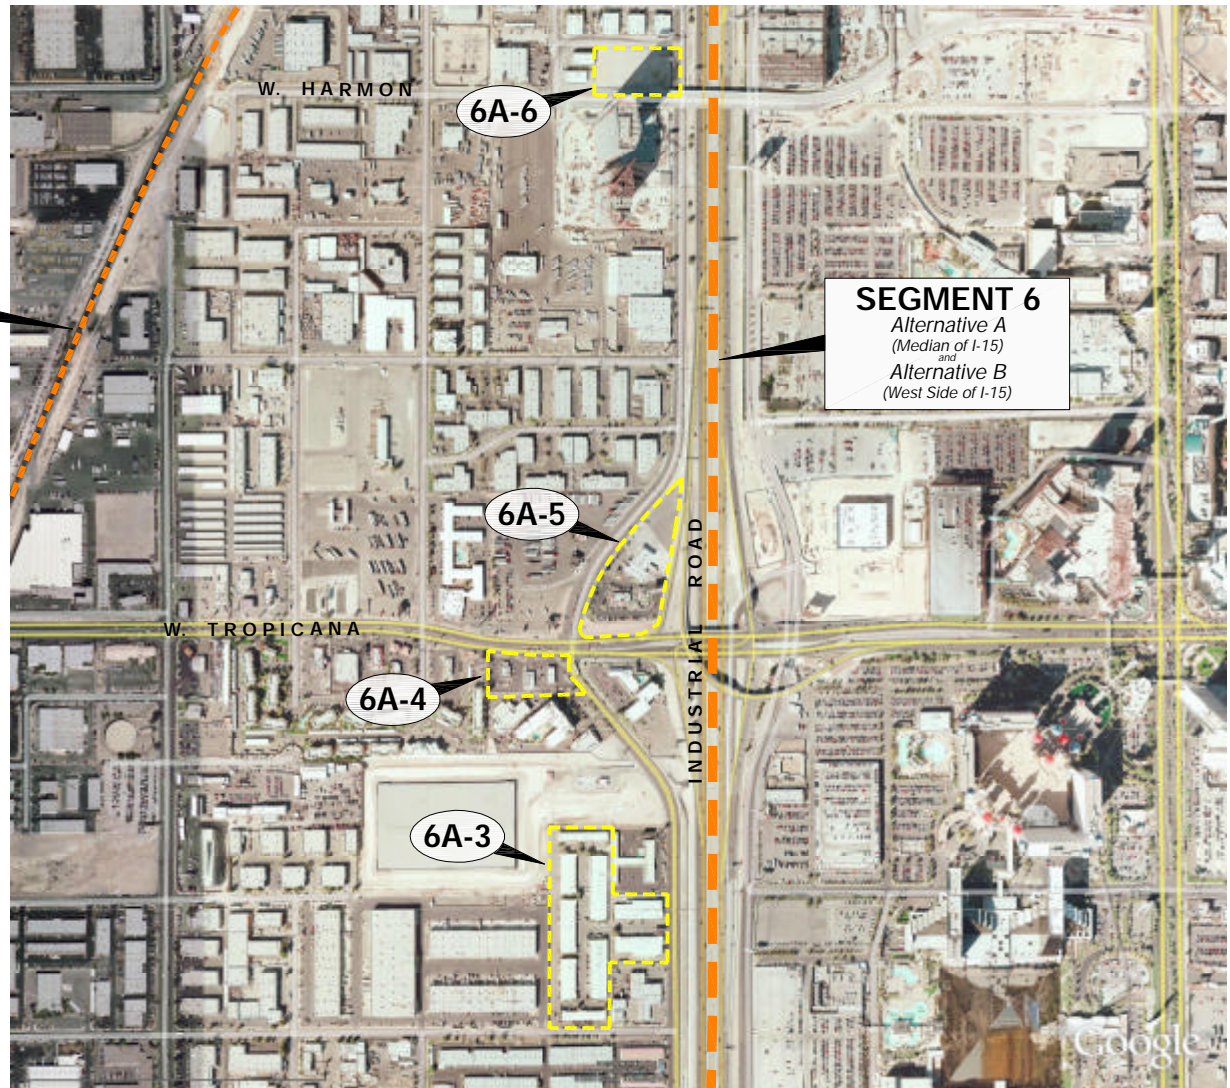 W. HARMON
6A-6
SEGMENT 6
Alternative A
(Median of I-15)
and
Alternative B
(West Side of I-15)
6A-5
INDUSTRIAL ROAD
W. TROPICANA
6A-4
6A-3
Google